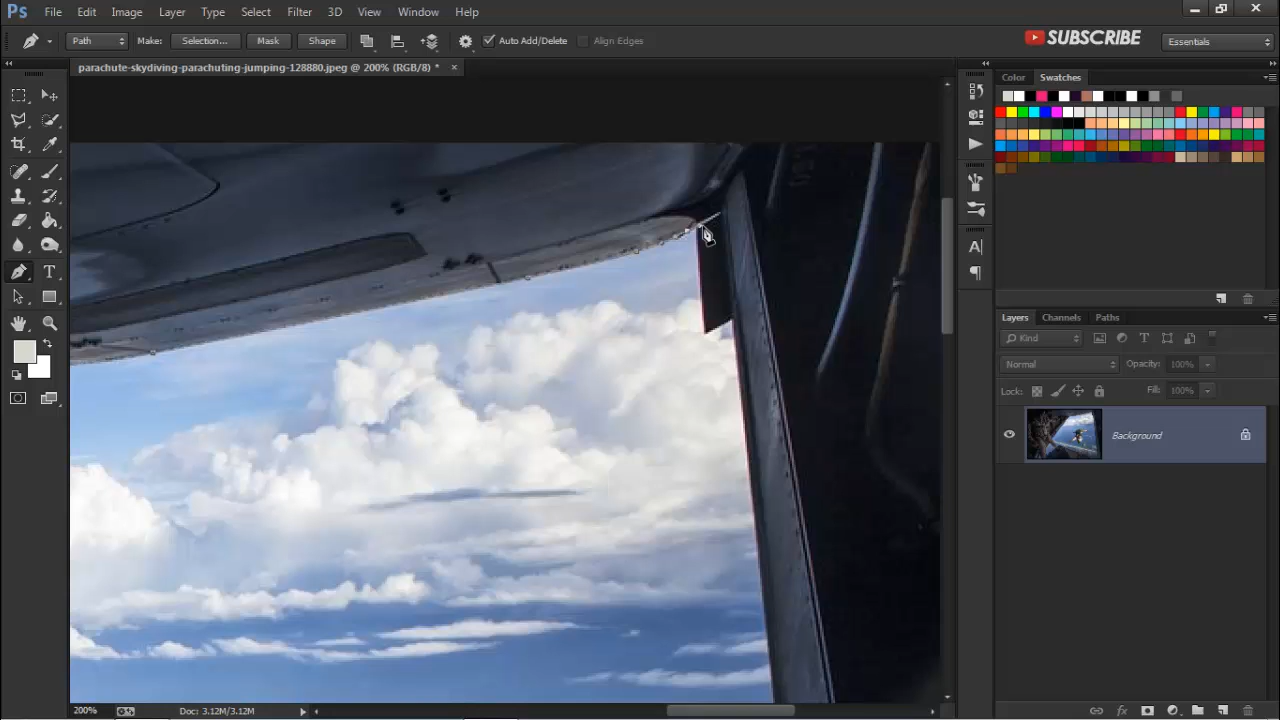 Ps File Edit Image Layer Type Select Filter 3D View Window Help
Path Make: Selection... Mask Shape Auto Add/Delete Align Edges SUBSCRIBE Essentials
parachute-skydiving-parachuting-jumping-128880.jpeg @ 200% (RGB/8) *
Color Swatches
Layers Channels Paths
Kind
Normal Opacity: 100%
Lock: Fill: 100%
Background
200% Doc: 3.12M/3.12M